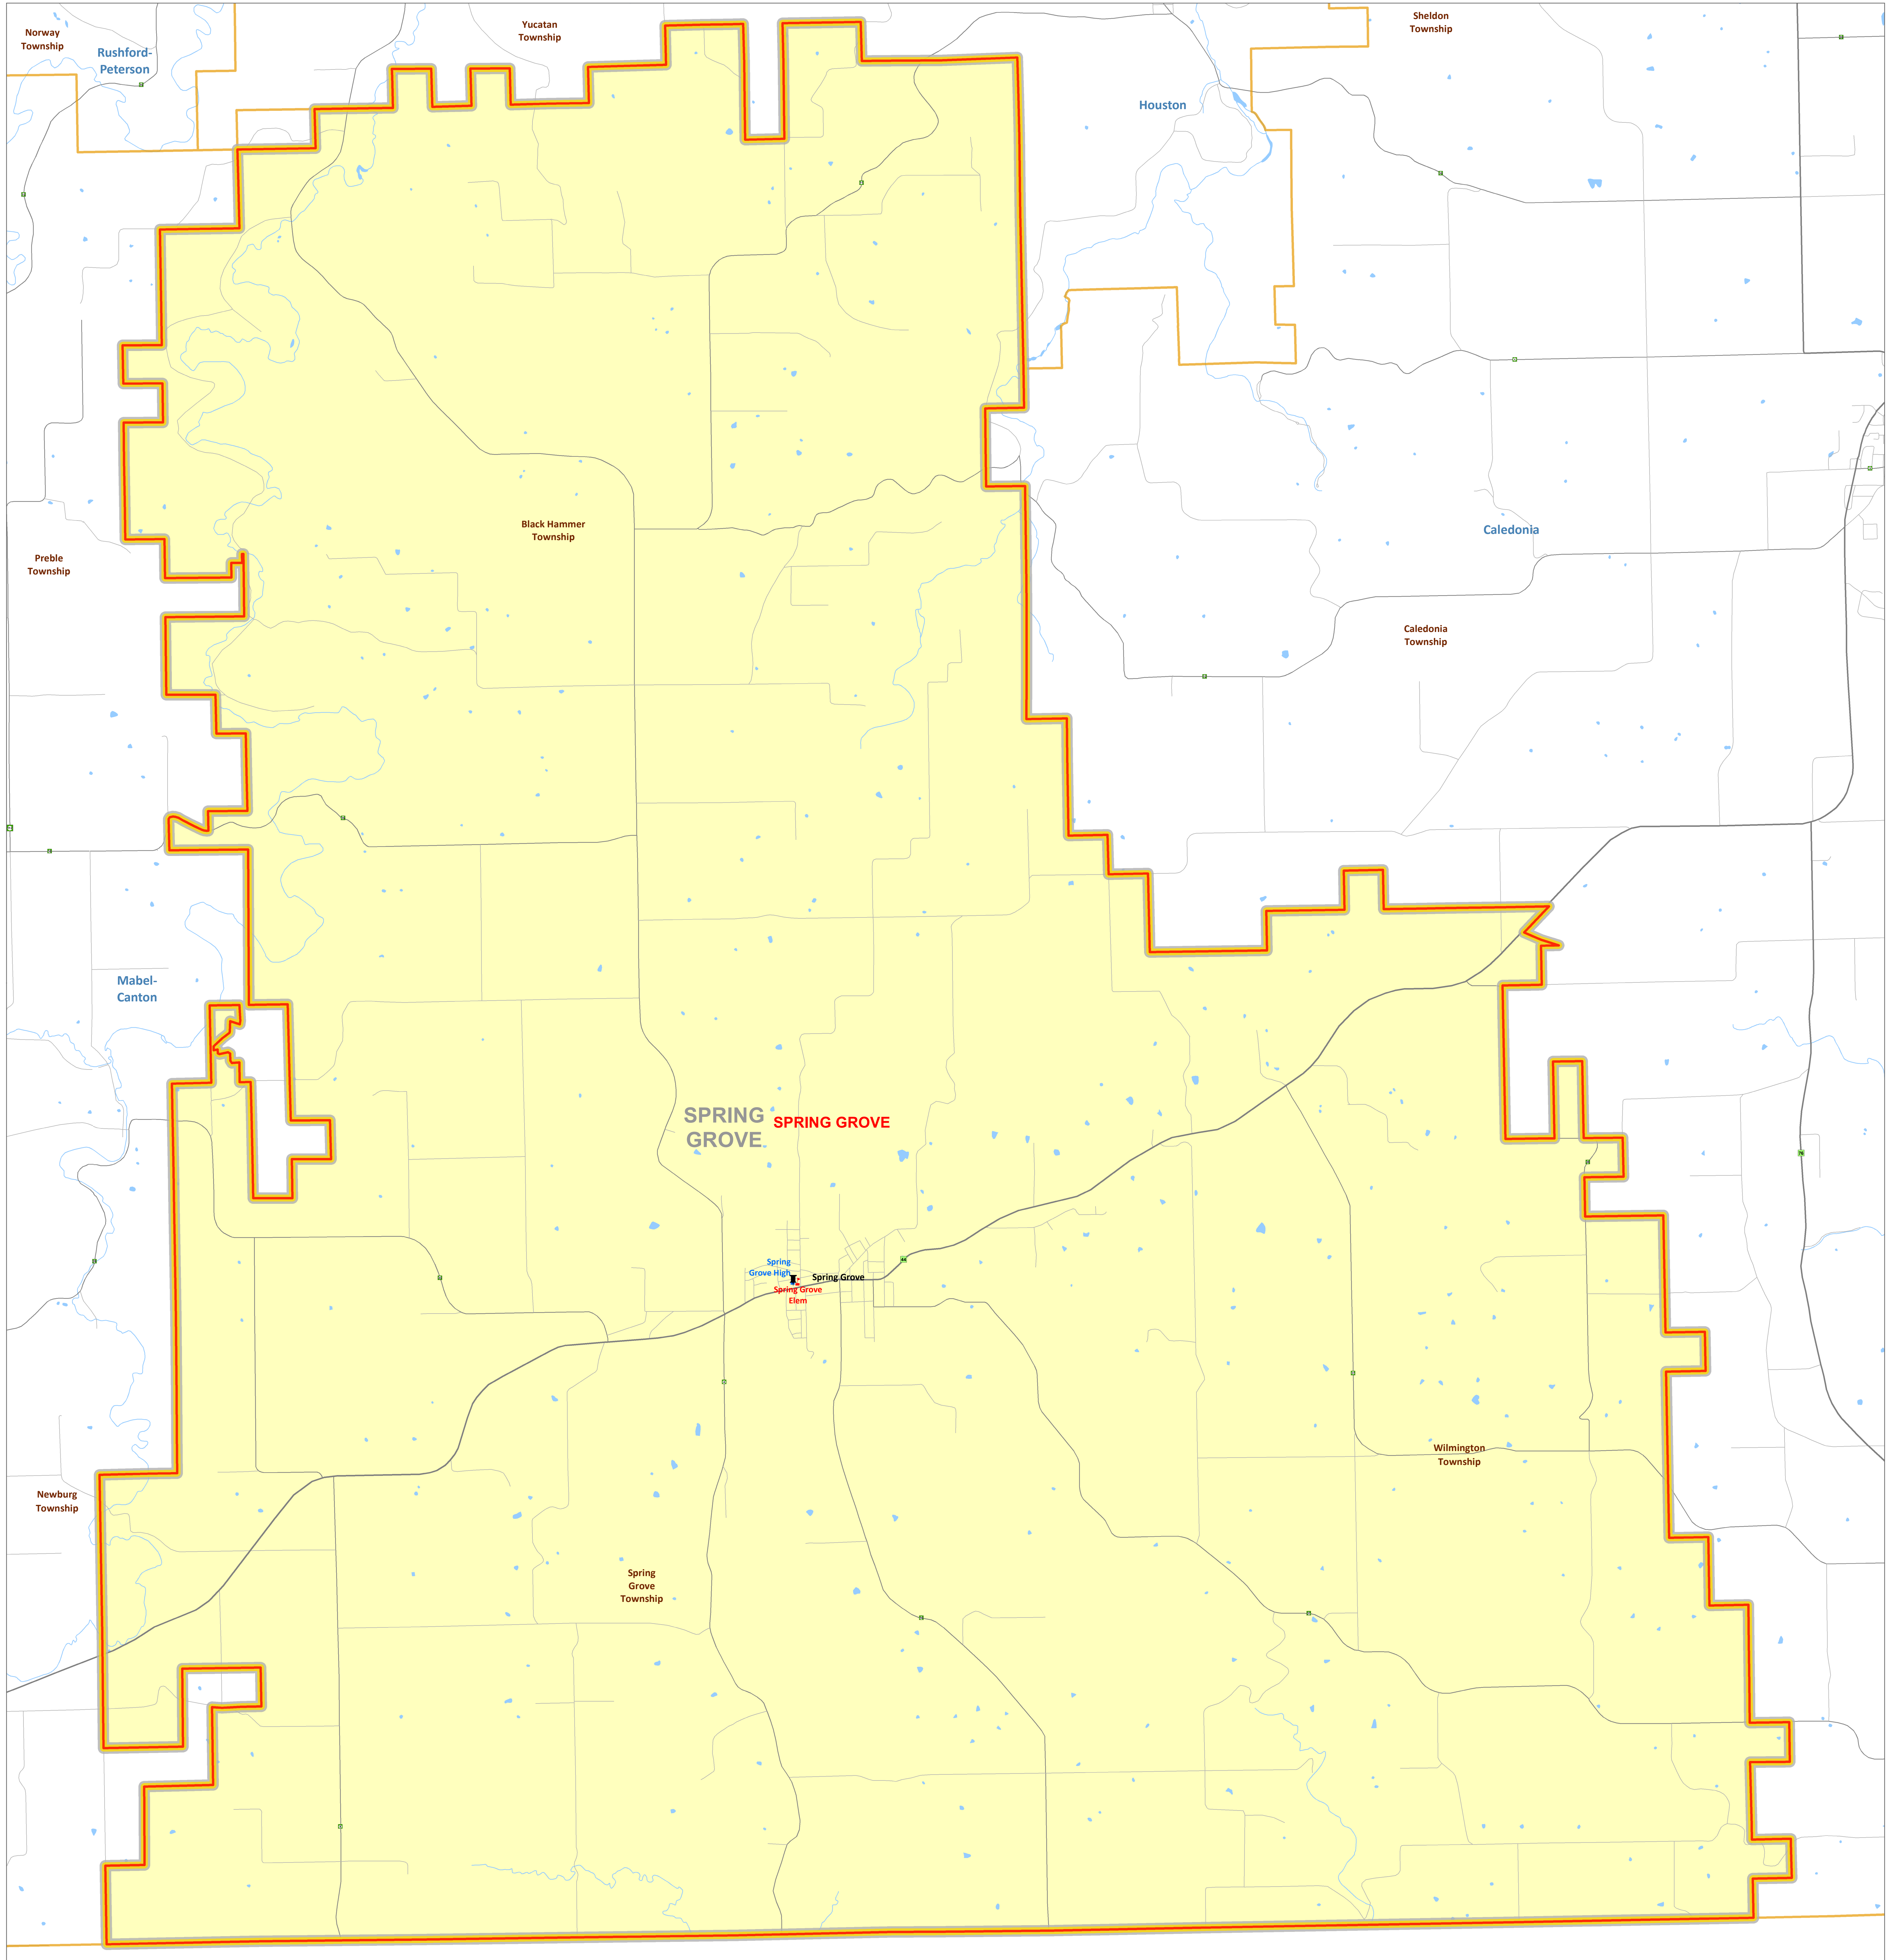 Norway
Township
Rushford-
Peterson
Yucatan
Township
Sheldon
Township
Houston
Black Hammer
Township
Caledonia
Preble
Township
Caledonia
Township
Mabel-
Canton
SPRING
GROVE
SPRING GROVE
44
76
Spring
Grove High
Spring Grove
Spring Grove
Elem
Wilmington
Township
Newburg
Township
Spring
Grove
Township